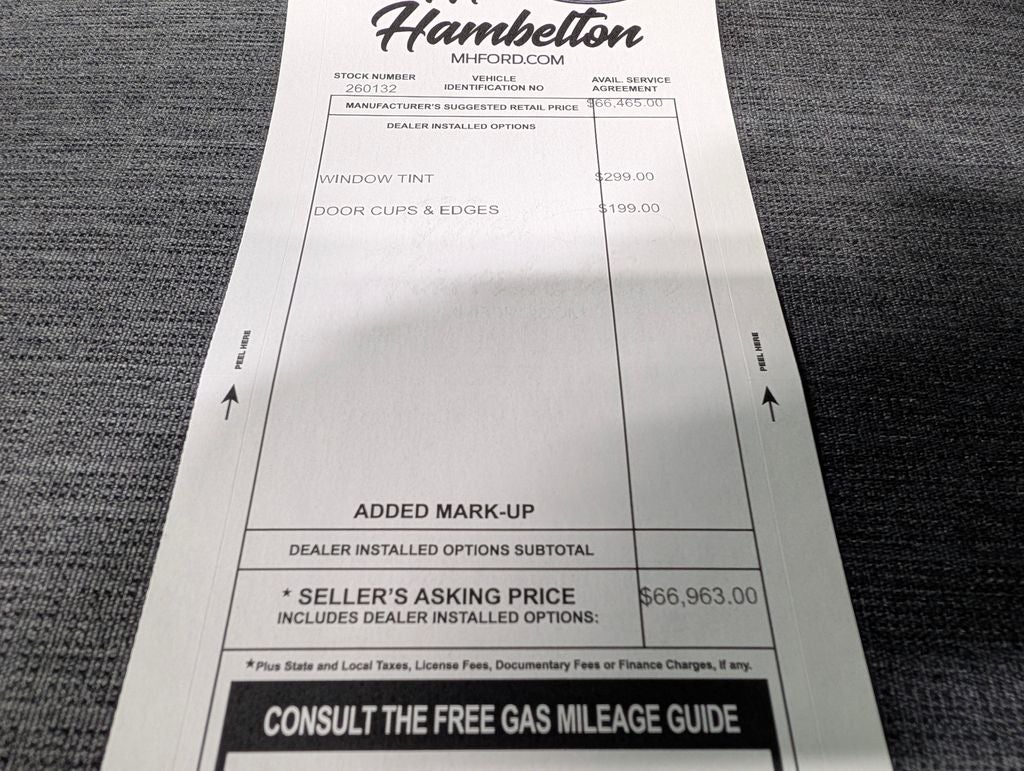 Hambelton
MHFORD.COM
STOCK NUMBER
260132
VEHICLE
IDENTIFICATION NO
AVAIL. SERVICE
AGREEMENT
MANUFACTURER'S SUGGESTED RETAIL PRICE $66,465.00
DEALER INSTALLED OPTIONS
WINDOW TINT $299.00
DOOR CUPS & EDGES $199.00
PEEL HERE
PEEL HERE
ADDED MARK-UP
DEALER INSTALLED OPTIONS SUBTOTAL
* SELLER'S ASKING PRICE $66,963.00
INCLUDES DEALER INSTALLED OPTIONS:
*Plus State and Local Taxes, License Fees, Documentary Fees or Finance Charges, If any.
CONSULT THE FREE GAS MILEAGE GUIDE